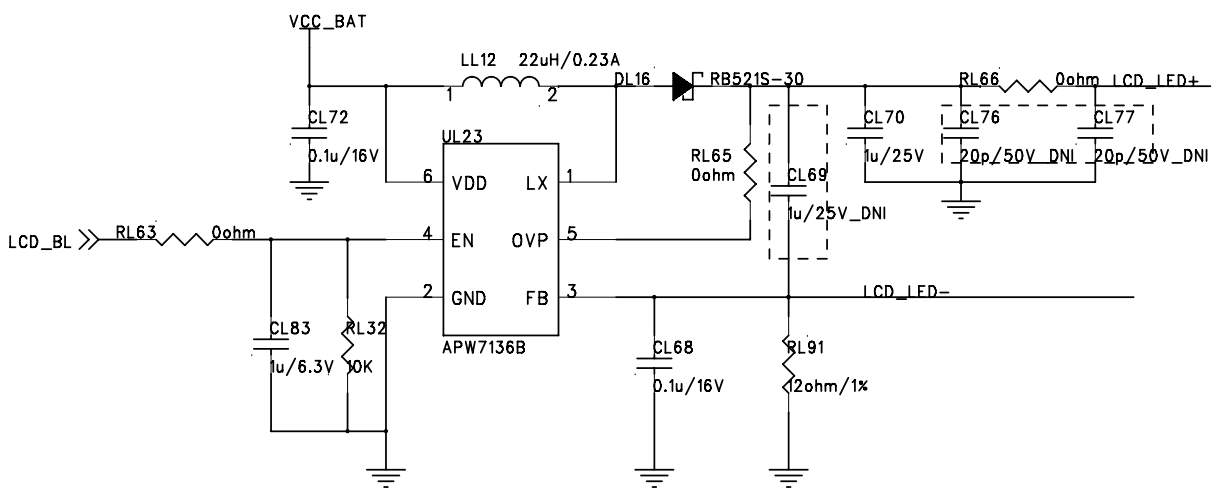 VCC_BAT
LL12 22uH/0.23A
1 2
DL16 RB521S-30
RL66 0ohm LCD_LED+
CL72
0.1u/16V
UL23
6 VDD LX 1
4 EN OVP 5
2 GND FB 3
APW7136B
RL65
0ohm
CL69
1u/25V_DNI
CL70
1u/25V
CL76
20p/50V_DNI
CL77
20p/50V_DNI
LCD_BL
RL63 0ohm
LCD_LED-
CL83
1u/6.3V
RL32
10K
CL68
0.1u/16V
RL91
12ohm/1%